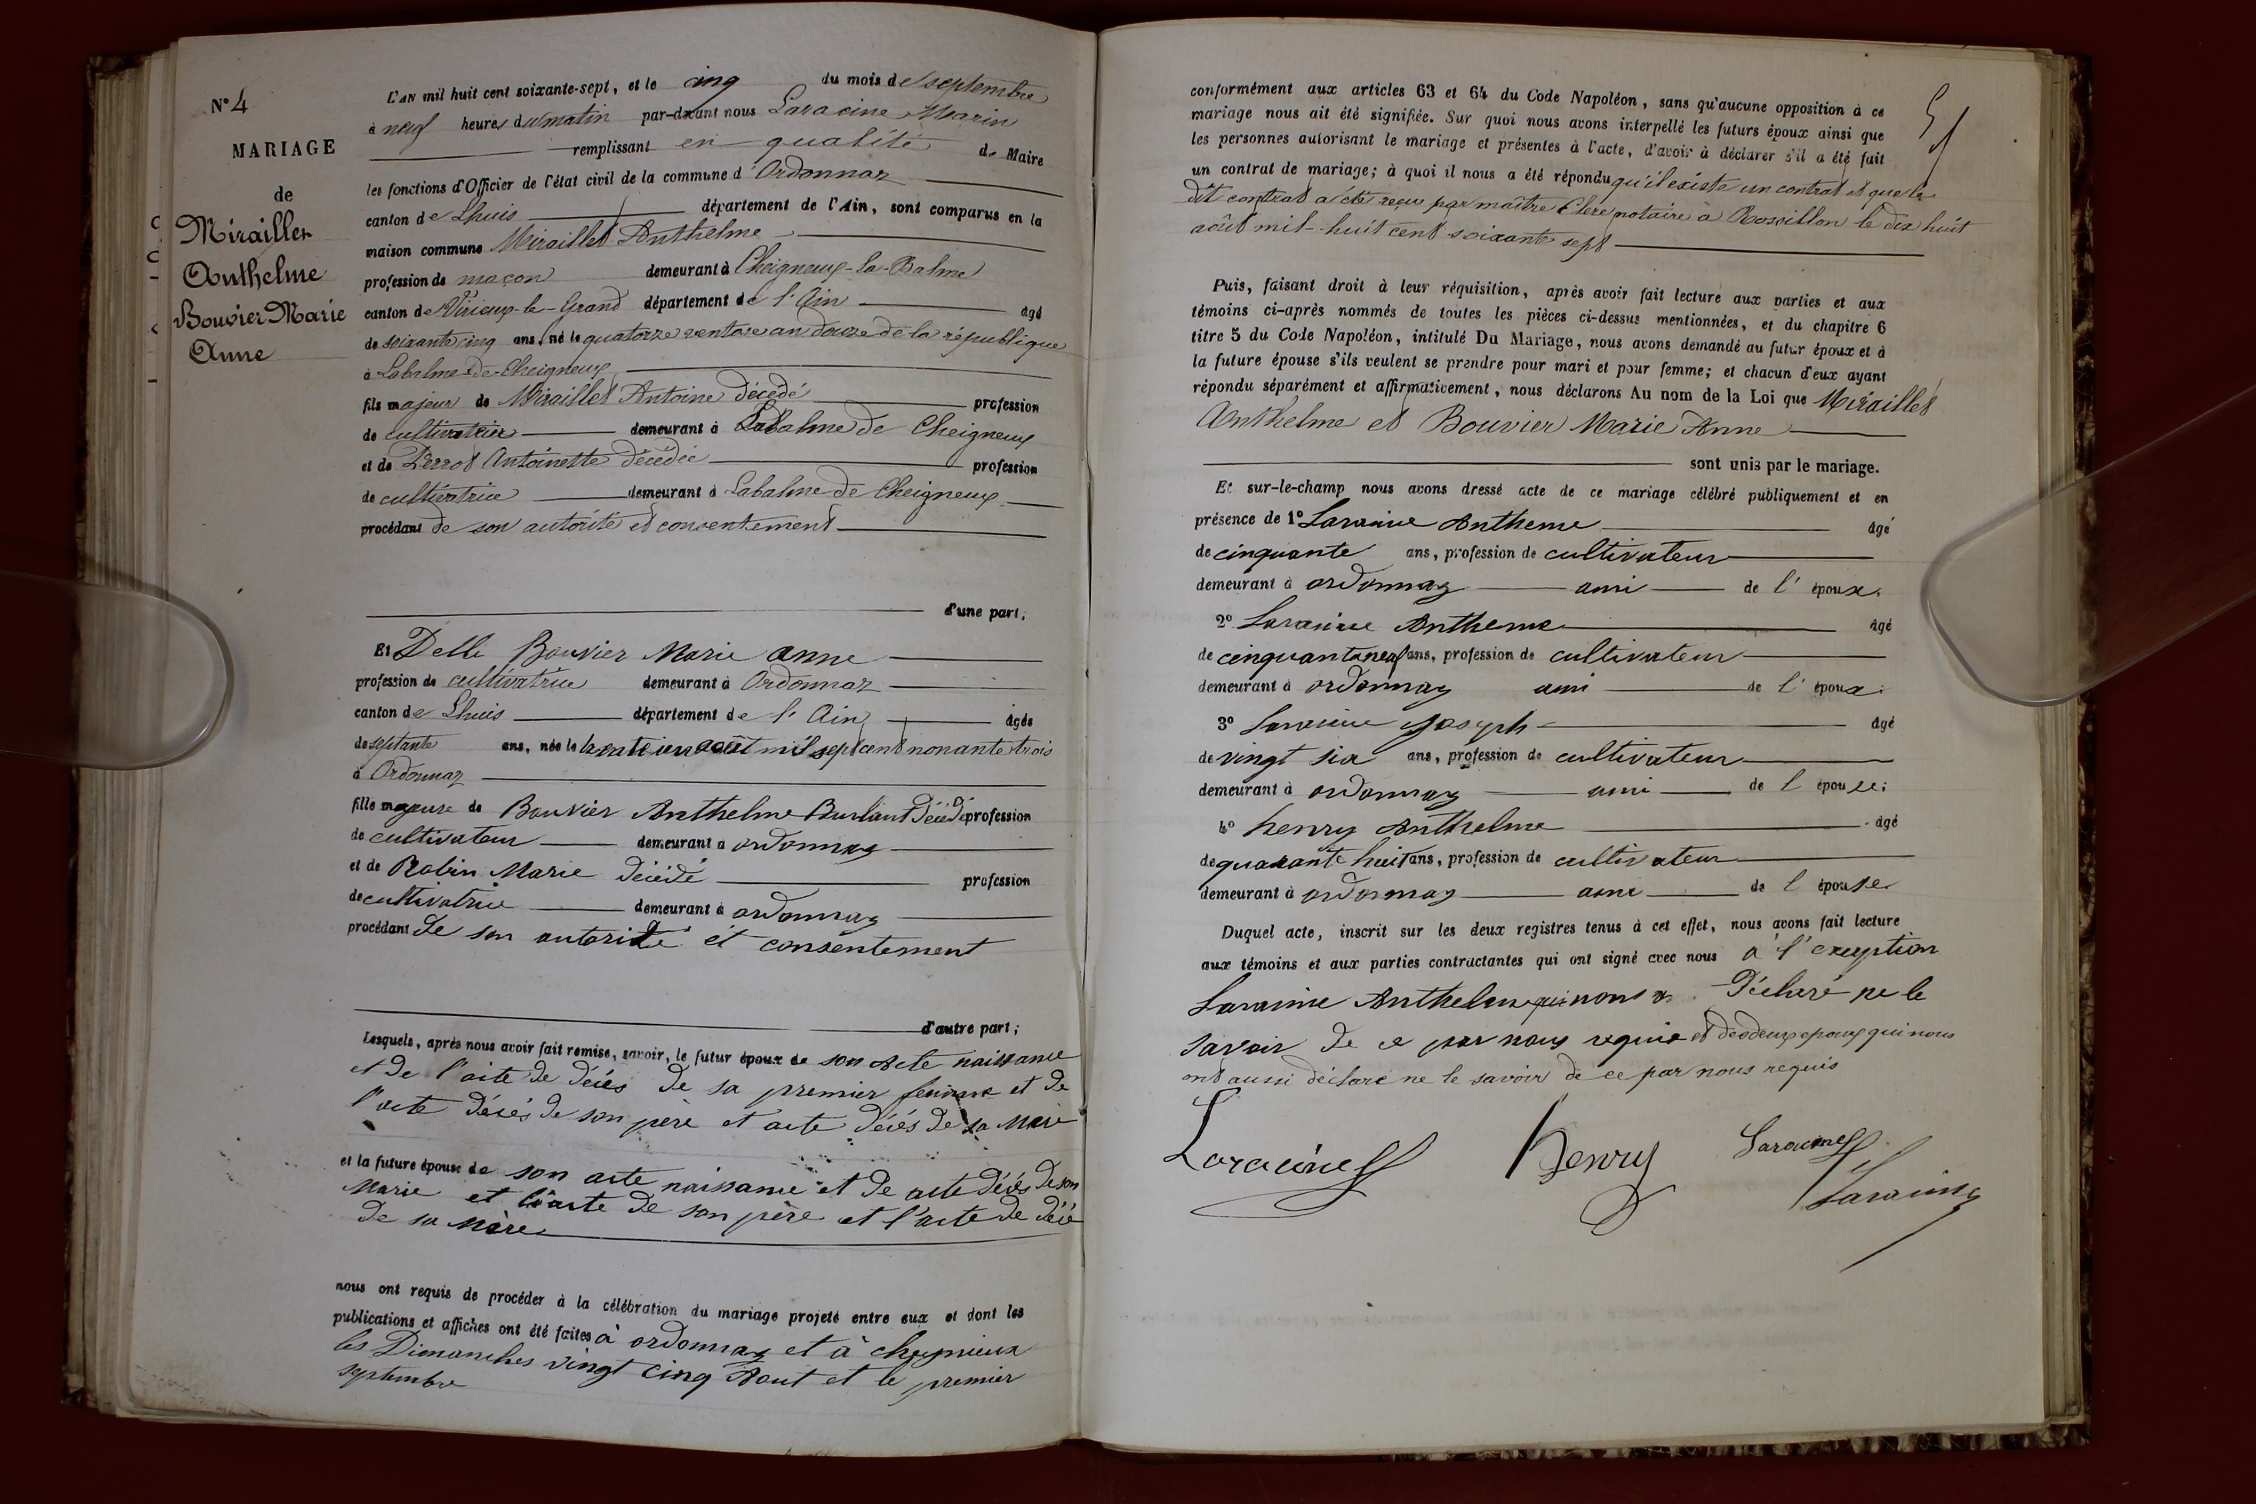 N° 4
MARIAGE
de
Miraillet
Anthelme
Bouvier Marie
Anne
L'an mil huit cent soixante-sept, et le cinq du mois de septembre
à neuf heures du matin par-devant nous Laracine Marin
remplissant en qualité de Maire
les fonctions d'Officier de l'état civil de la commune d'Ordonnaz
canton de Lhuis département de l'Ain, sont comparus en la
maison commune Miraillet Anthelme
profession de maçon demeurant à Cheigneux-la-Balme
canton de Virieux-le-Grand département de l'Ain âgé
de soixante cinq ans, né le quatorze ventose an douze de la république
à Labalme-de-Cheigneux
fils majeur de Miraillet Antoine décédé profession
de cultivateur demeurant à Labalme de Cheigneux
et de Perrot Antoinette décédée profession
de cultivatrice demeurant à Labalme de Cheigneux
procédant de son autorité et consentement
d'une part;
Et Delle Bouvier Marie anne
profession de cultivatrice demeurant à Ordonnaz
canton de Lhuis département de l'Ain âgée
de septante ans, née le trente un août mil sept cent nonante trois
à Ordonnaz
fille majeure de Bouvier Anthelme Burlant décédé profession
de cultivateur demeurant à ordonnaz
et de Robin Marie décédé profession
de cultivatrice demeurant à ordonnaz
procédant de son autorité et consentement
d'autre part;
Lesquels, après nous avoir fait remise, savoir, le futur époux de son acte naissance
et de l'acte de décès de sa premier femme et de
l'acte décés de son père et acte décés de sa Mère
et la future épouse de son acte naissance et de acte décés de son
Marie et l'acte de son père et l'acte de décé
de sa Mère
nous ont requis de procéder à la célébration du mariage projeté entre eux et dont les
publications et affiches ont été faites à ordonnaz et à cheynieux
les Dimanches vingt cinq Aout et le premier
septembre
conformément aux articles 63 et 64 du Code Napoléon, sans qu'aucune opposition à ce
mariage nous ait été signifiée. Sur quoi nous avons interpellé les futurs époux ainsi que
les personnes autorisant le mariage et présentes à l'acte, d'avoir à déclarer s'il a été fait
un contrat de mariage; à quoi il nous a été répondu qu'il existe un contrat et que le
dit contrat a été reçu par maître Clerc notaire à Rossillon le dix huit
août mil-huit cent soixante sept
Puis, faisant droit à leur réquisition, après avoir fait lecture aux parties et aux
témoins ci-après nommés de toutes les pièces ci-dessus mentionnées, et du chapitre 6
titre 5 du Code Napoléon, intitulé Du Mariage, nous avons demandé au futur époux et à
la future épouse s'ils veulent se prendre pour mari et pour femme; et chacun d'eux ayant
répondu séparément et affirmativement, nous déclarons Au nom de la Loi que Miraillet
Anthelme et Bouvier Marie Anne
sont unis par le mariage.
Et sur-le-champ nous avons dressé acte de ce mariage célébré publiquement et en
présence de 1° Laracine Antheme âgé
de cinquante ans, profession de cultivateur
demeurant à ordonnaz ami de l'époux.
2° Laracine Antheme âgé
de cinquantaneuf ans, profession de cultivateur
demeurant à ordonnaz ami de l'époux.
3° Laracine Joseph âgé
de vingt six ans, profession de cultivateur
demeurant à ordonnaz ami de l'épouse;
4° henry Anthelme âgé
de quarante huit ans, profession de cultivateur
demeurant à ordonnaz ami de l'épouse
Duquel acte, inscrit sur les deux registres tenus à cet effet, nous avons fait lecture
aux témoins et aux parties contractantes qui ont signé avec nous à l'exception
Laracine Anthelme qui nous a Déclaré ne le
savoir de ce par nous requis et des deux epoux qui nous
ont aussi déclaré ne le savoir de ce par nous requis
Laracine henry Laracine
Laracine